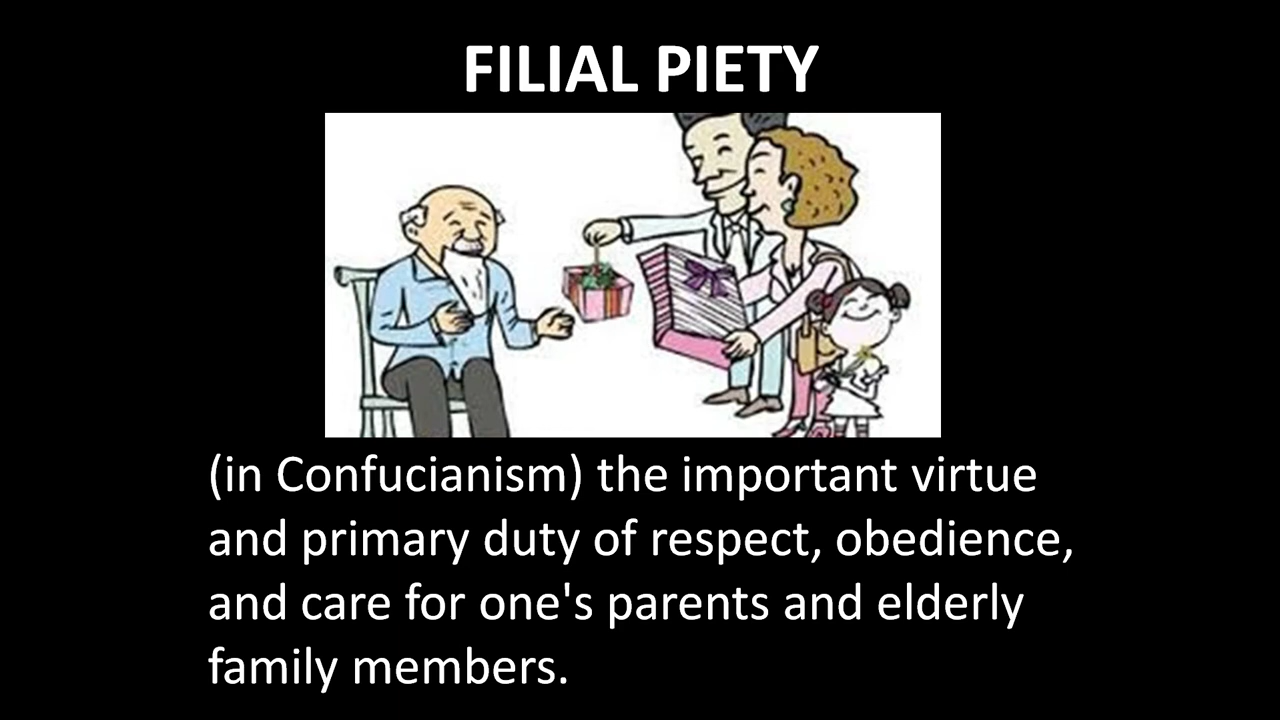 FILIAL PIETY
(in Confucianism) the important virtue
and primary duty of respect, obedience,
and care for one's parents and elderly
family members.